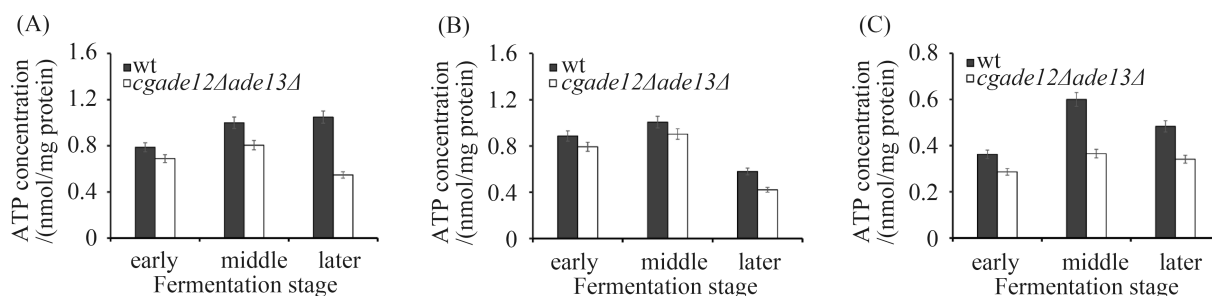 (A)
ATP concentration
/(nmol/mg protein)
1.6
1.2
0.8
0.4
0
wt
cgade12Δade13Δ
early middle later
Fermentation stage
(B)
ATP concentration
/(nmol/mg protein)
1.6
1.2
0.8
0.4
0
wt
cgade12Δade13Δ
early middle later
Fermentation stage
(C)
ATP concentration
/(nmol/mg protein)
0.8
0.6
0.4
0.2
0
wt
cgade12Δade13Δ
early middle later
Fermentation stage